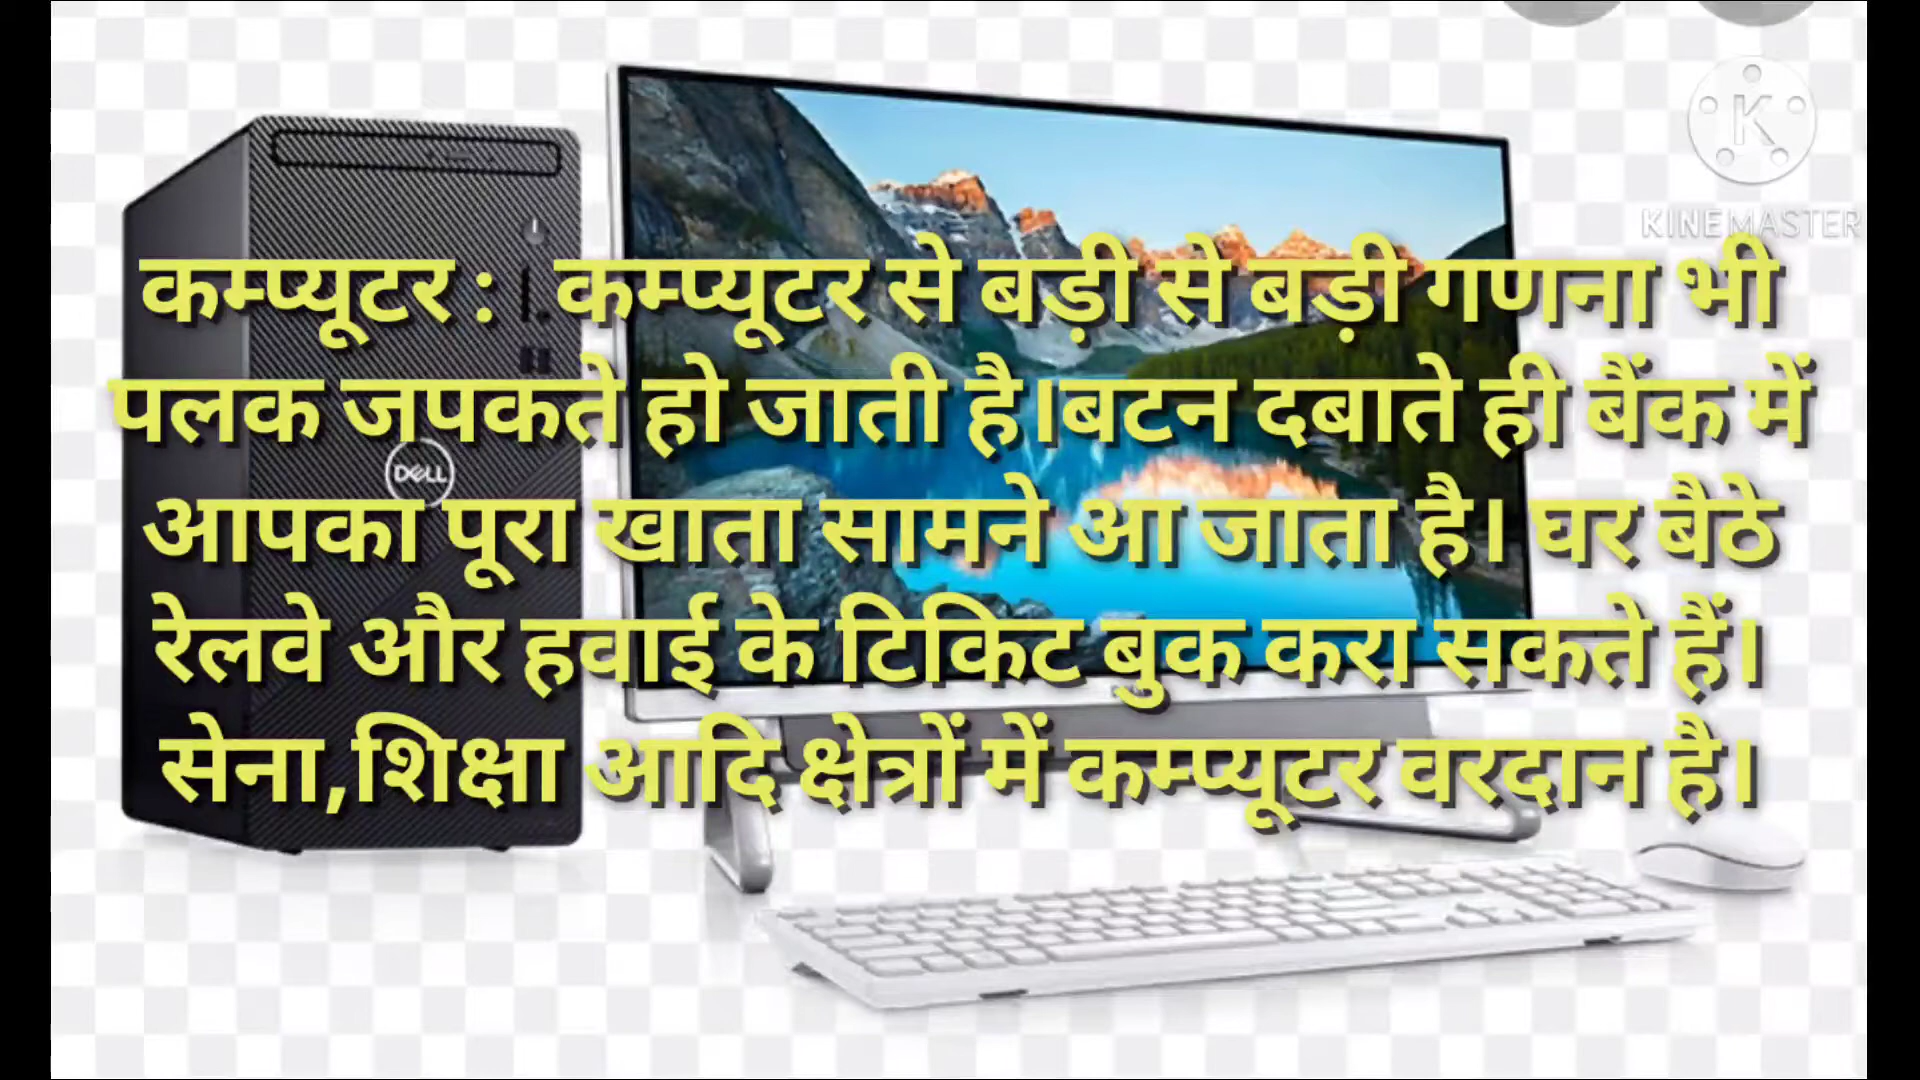 KINEMASTER
कम्प्यूटर : कम्प्यूटर से बड़ी से बड़ी गणना भी
पलक जपकते हो जाती है।बटन दबाते ही बैंक में
DELL
आपका पूरा खाता सामने आ जाता है। घर बैठे
रेलवे और हवाई के टिकिट बुक करा सकते हैं।
सेना,शिक्षा आदि क्षेत्रों में कम्प्यूटर वरदान है।